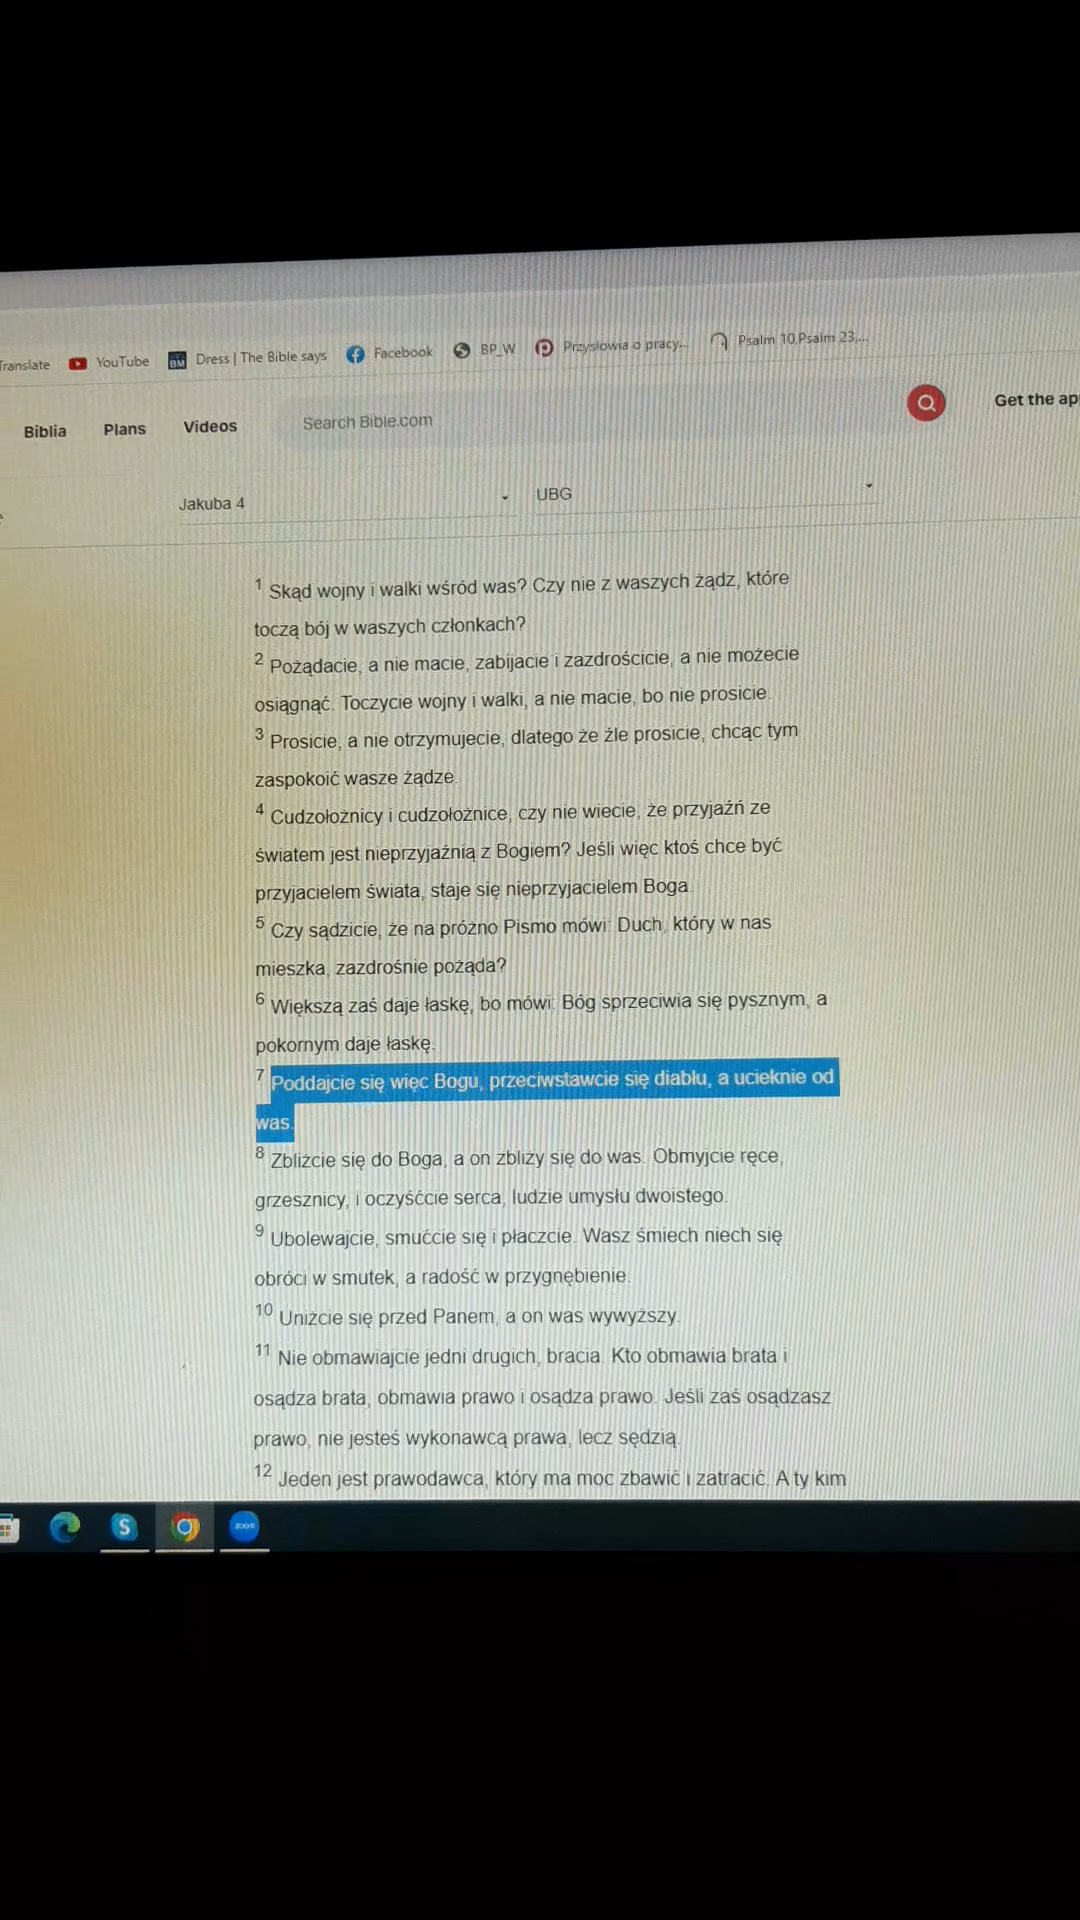 Translate YouTube Dress | The Bible says Facebook BP_W Przysłowia o pracy... Psalm 10,Psalm 23,...
Biblia Plans Videos Search Bible.com Get the ap
Jakuba 4 UBG
1 Skąd wojny i walki wśród was? Czy nie z waszych żądz, które
toczą bój w waszych członkach?
2 Pożądacie, a nie macie, zabijacie i zazdrościcie, a nie możecie
osiągnąć. Toczycie wojny i walki, a nie macie, bo nie prosicie.
3 Prosicie, a nie otrzymujecie, dlatego że źle prosicie, chcąc tym
zaspokoić wasze żądze.
4 Cudzołożnicy i cudzołożnice, czy nie wiecie, że przyjaźń ze
światem jest nieprzyjaźnią z Bogiem? Jeśli więc ktoś chce być
przyjacielem świata, staje się nieprzyjacielem Boga.
5 Czy sądzicie, że na próżno Pismo mówi: Duch, który w nas
mieszka, zazdrośnie pożąda?
6 Większą zaś daje łaskę, bo mówi: Bóg sprzeciwia się pysznym, a
pokornym daje łaskę.
7 Poddajcie się więc Bogu, przeciwstawcie się diabłu, a ucieknie od
was.
8 Zbliżcie się do Boga, a on zbliży się do was. Obmyjcie ręce,
grzesznicy, i oczyśćcie serca, ludzie umysłu dwoistego.
9 Ubolewajcie, smućcie się i płaczcie. Wasz śmiech niech się
obróci w smutek, a radość w przygnębienie.
10 Uniżcie się przed Panem, a on was wywyższy.
11 Nie obmawiajcie jedni drugich, bracia. Kto obmawia brata i
osądza brata, obmawia prawo i osądza prawo. Jeśli zaś osądzasz
prawo, nie jesteś wykonawcą prawa, lecz sędzią.
12 Jeden jest prawodawca, który ma moc zbawić i zatracić. A ty kim
S zoom